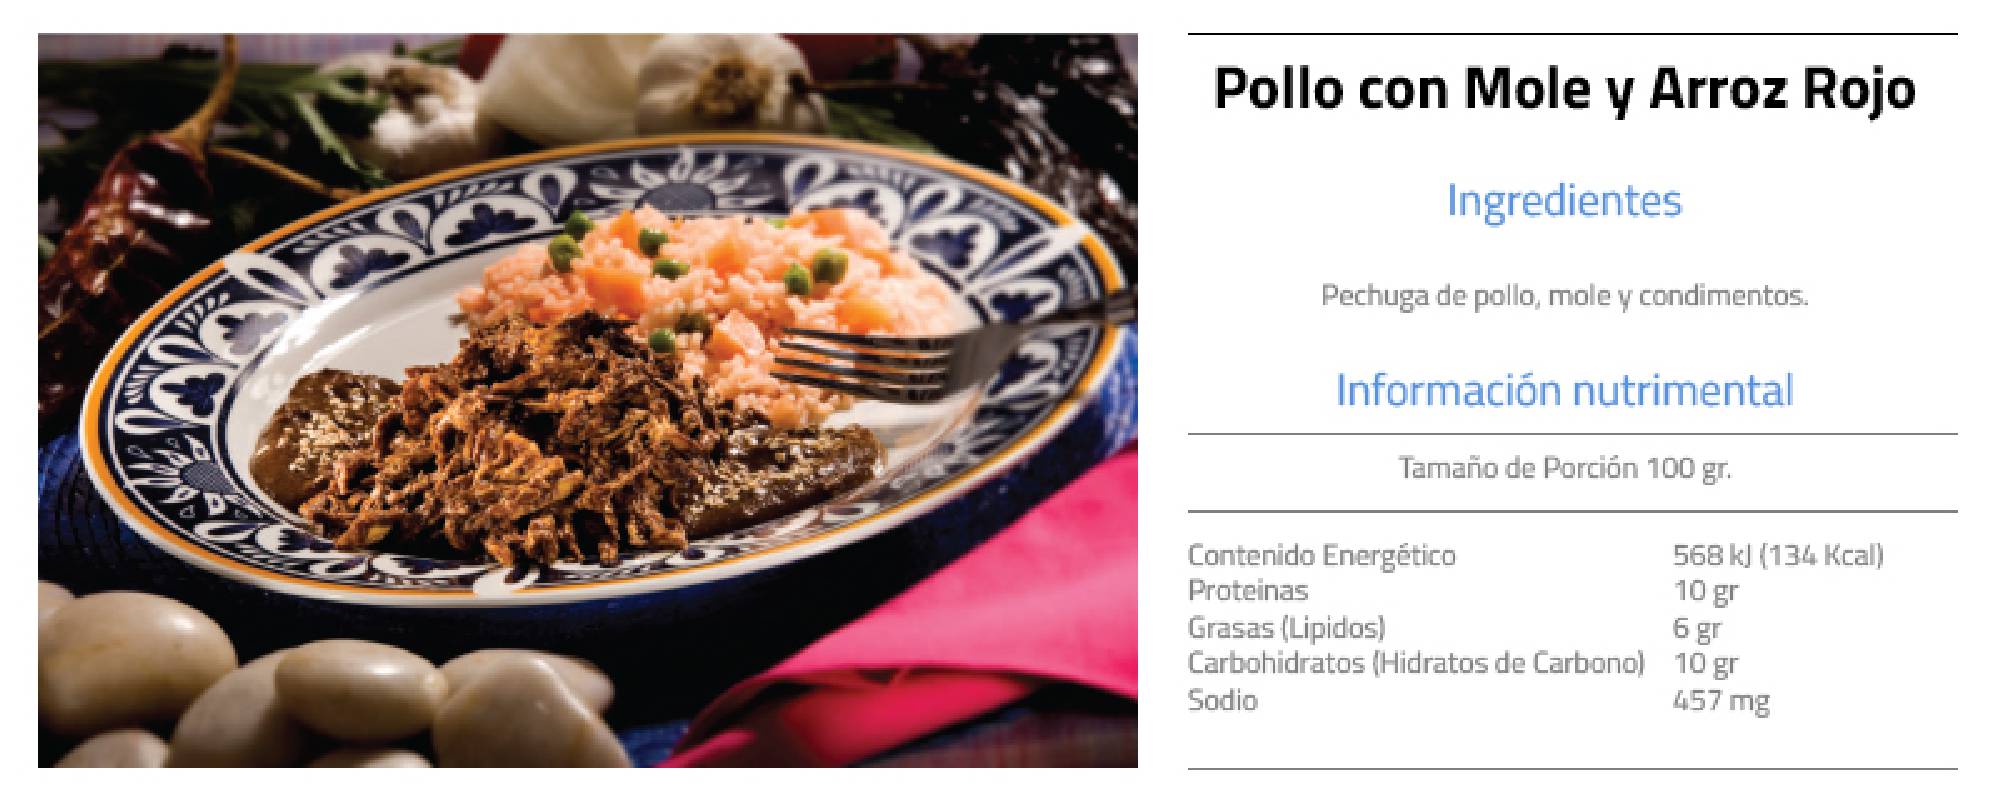 Pollo con Mole y Arroz Rojo
Ingredientes
Pechuga de pollo, mole y condimentos.
Información nutrimental
Tamaño de Porción 100 gr.
Contenido Energético 568 kJ (134 Kcal)
Proteinas 10 gr
Grasas (Lipidos) 6 gr
Carbohidratos (Hidratos de Carbono) 10 gr
Sodio 457 mg